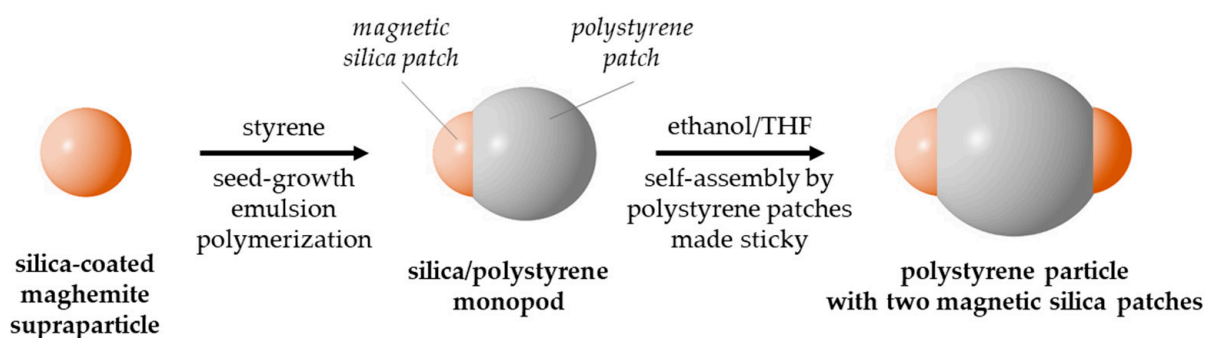 magnetic
silica patch
polystyrene
patch
styrene
seed-growth
emulsion
polymerization
ethanol/THF
self-assembly by
polystyrene patches
made sticky
silica-coated
maghemite
supraparticle
silica/polystyrene
monopod
polystyrene particle
with two magnetic silica patches